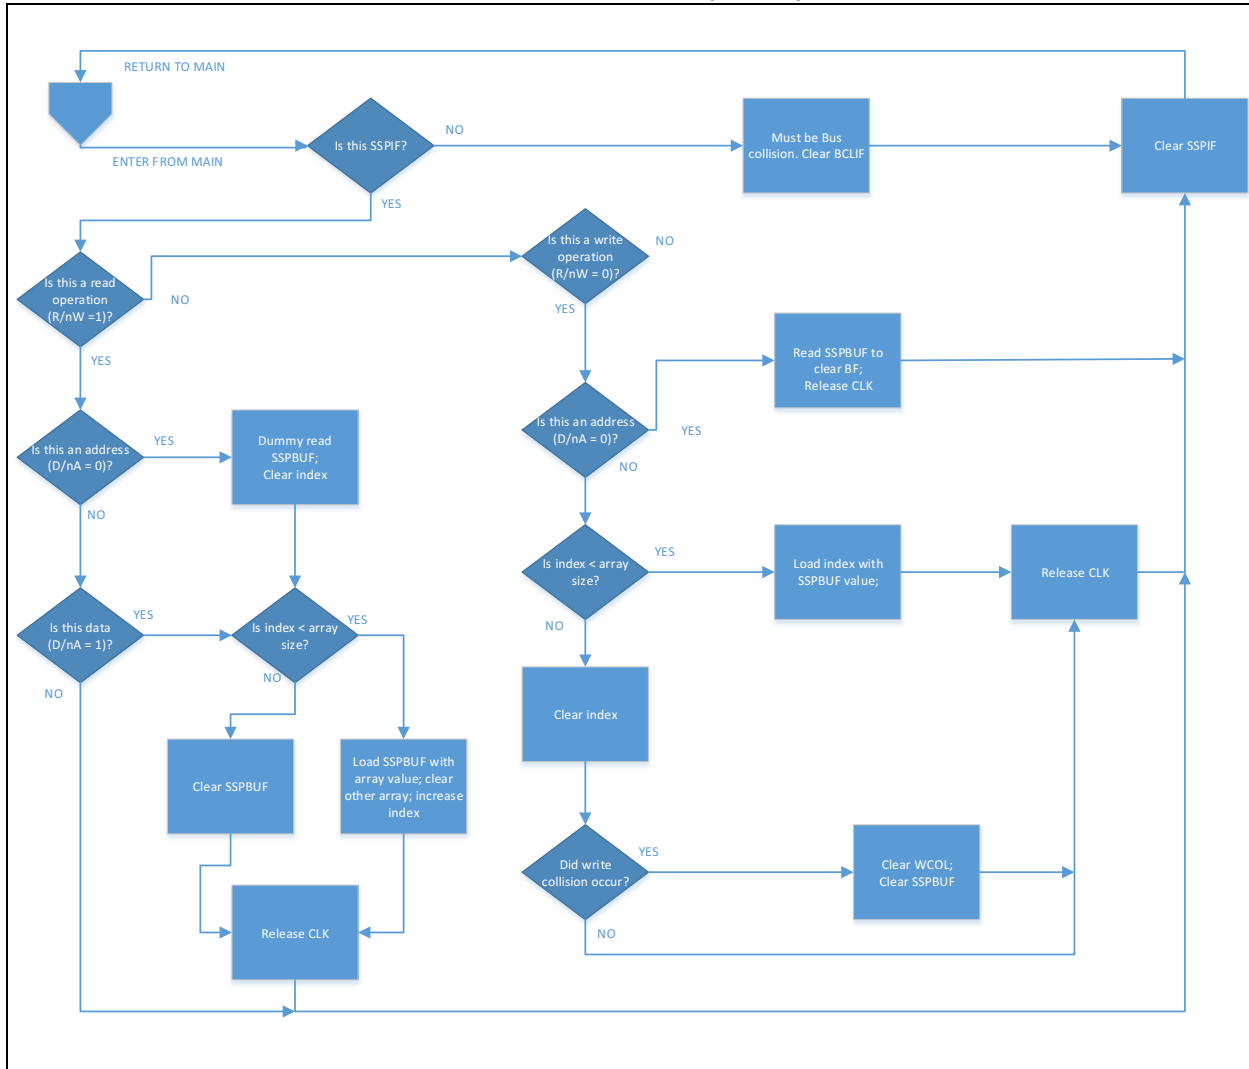 RETURN TO MAIN
ENTER FROM MAIN
Is this SSPIF?
NO
Must be Bus
collision. Clear BCLIF
Clear SSPIF
YES
Is this a read
operation
(R/nW =1)?
NO
Is this a write
operation
(R/nW = 0)?
NO
YES
YES
Read SSPBUF to
clear BF;
Release CLK
Is this an address
(D/nA = 0)?
YES
Dummy read
SSPBUF;
Clear index
Is this an address
(D/nA = 0)?
YES
NO
NO
Is index < array
size?
YES
Load index with
SSPBUF value;
Release CLK
NO
Is this data
(D/nA = 1)?
YES
Is index < array
size?
YES
NO
NO
Clear index
Clear SSPBUF
Load SSPBUF with
array value; clear
other array; increase
index
Did write
collision occur?
YES
Clear WCOL;
Clear SSPBUF
NO
Release CLK